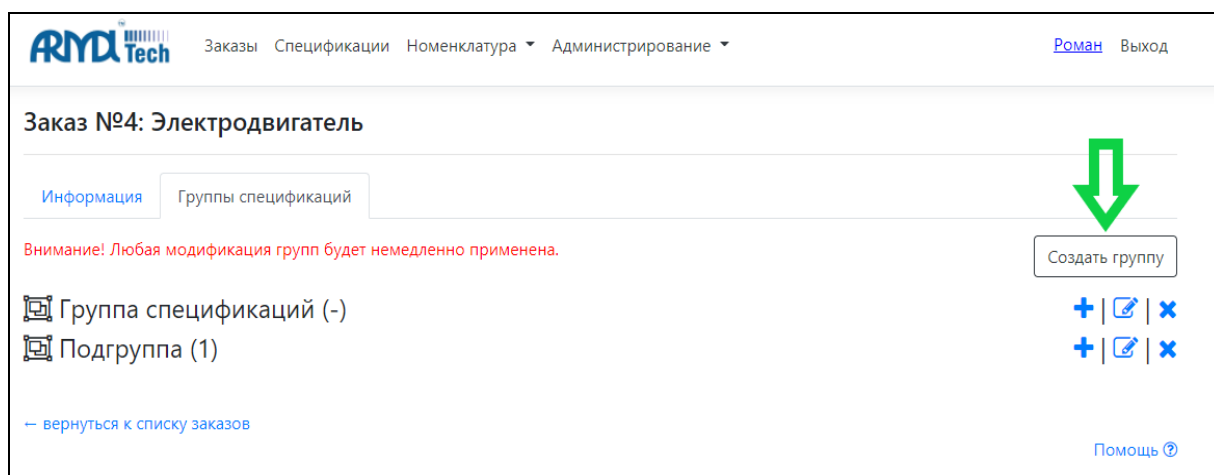 ARMA Tech Заказы Спецификации Номенклатура Администрирование Роман Выход
Заказ №4: Электродвигатель
Информация Группы спецификаций
Внимание! Любая модификация групп будет немедленно применена.
Создать группу
Группа спецификаций (-)
Подгруппа (1)
← вернуться к списку заказов
Помощь